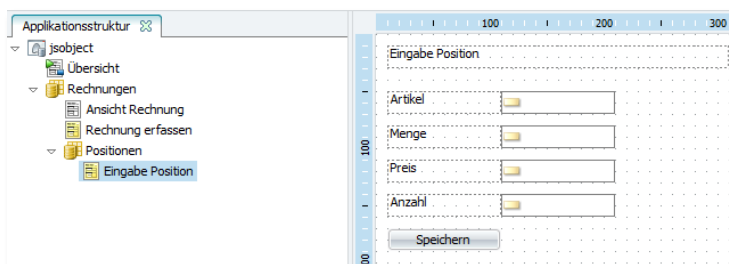 Applikationsstruktur
jsobject
Übersicht
Rechnungen
Ansicht Rechnung
Rechnung erfassen
Positionen
Eingabe Position
100 200 300
Eingabe Position
Artikel
Menge
100
Preis
Anzahl
Speichern